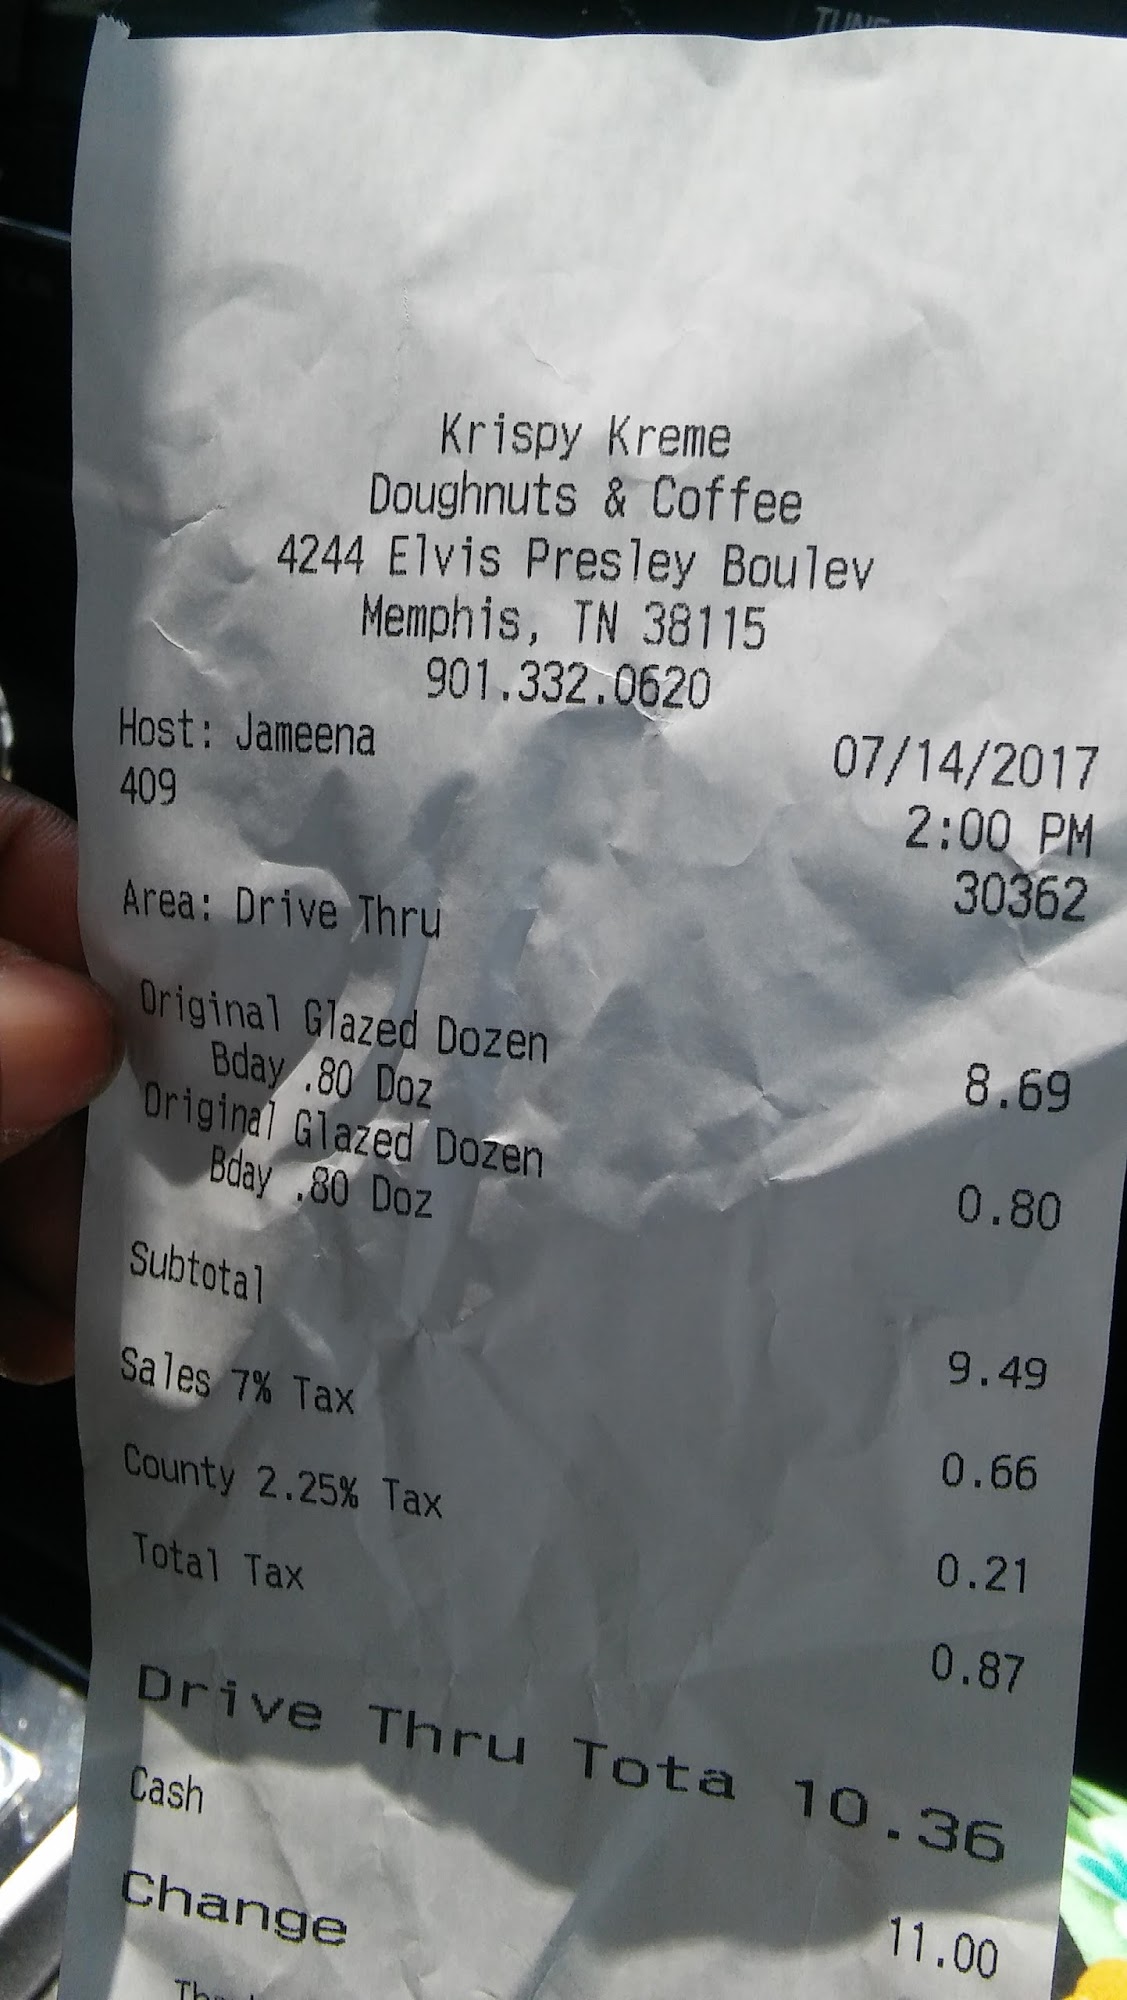 TUNE
Krispy Kreme
Doughnuts & Coffee
4244 Elvis Presley Boulev
Memphis, TN 38115
901.332.0620
Host: Jameena 07/14/2017
409 2:00 PM
30362
Area: Drive Thru
Original Glazed Dozen 8.69
Bday .80 Doz
Original Glazed Dozen 0.80
Bday .80 Doz
Subtotal 9.49
Sales 7% Tax 0.66
County 2.25% Tax 0.21
Total Tax 0.87
Drive Thru Tota 10.36
Cash 11.00
Change